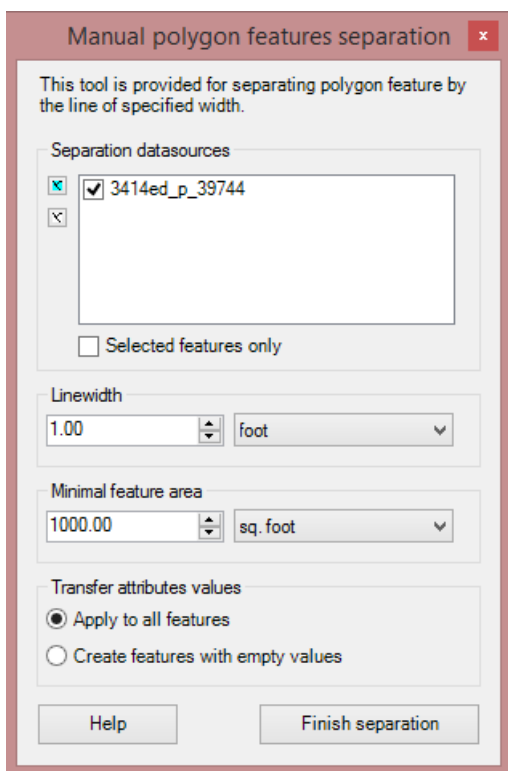 Manual polygon features separation
x
This tool is provided for separating polygon feature by
the line of specified width.
Separation datasources
3414ed_p_39744
Selected features only
Linewidth
1.00 foot
Minimal feature area
1000.00 sq. foot
Transfer attributes values
Apply to all features
Create features with empty values
Help Finish separation